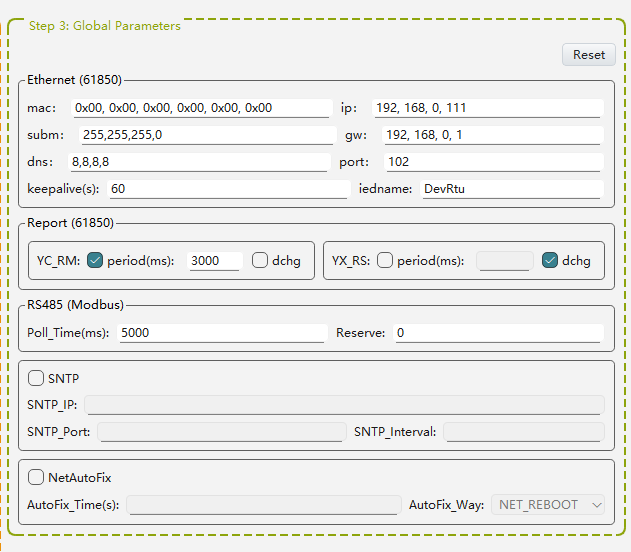 Step 3: Global Parameters
Reset
Ethernet (61850)
mac: 0x00, 0x00, 0x00, 0x00, 0x00, 0x00 ip: 192, 168, 0, 111
subm: 255,255,255,0 gw: 192, 168, 0, 1
dns: 8,8,8,8 port: 102
keepalive(s): 60 iedname: DevRtu
Report (61850)
YC_RM: period(ms): 3000 dchg YX_RS: period(ms): dchg
RS485 (Modbus)
Poll_Time(ms): 5000 Reserve: 0
SNTP
SNTP_IP:
SNTP_Port: SNTP_Interval:
NetAutoFix
AutoFix_Time(s): AutoFix_Way: NET_REBOOT